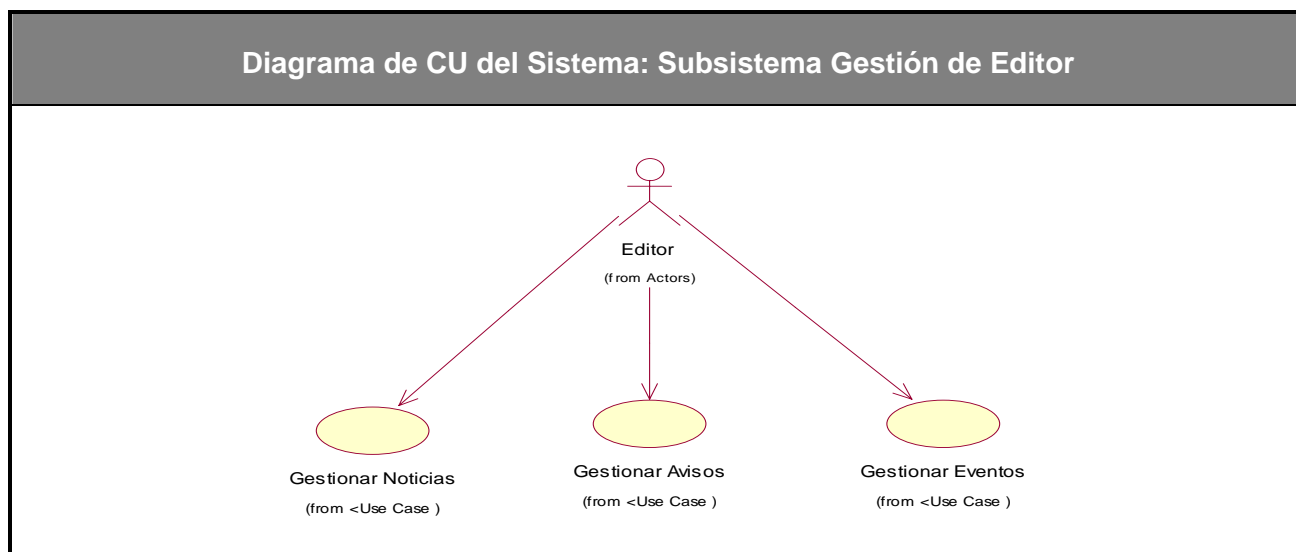 Diagrama de CU del Sistema: Subsistema Gestión de Editor
Editor
(from Actors)
Gestionar Noticias
(from <Use Case )
Gestionar Avisos
(from <Use Case )
Gestionar Eventos
(from <Use Case )